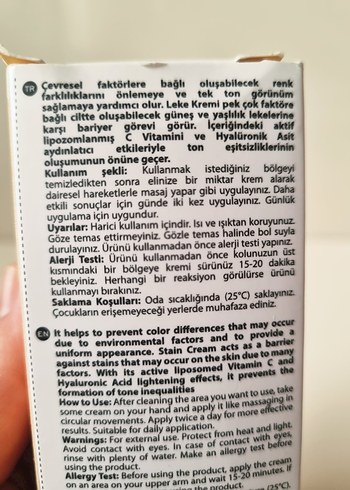 TR Çevresel faktörlere bağlı oluşabilecek renk
farklılıklarını önlemeye ve tek ton görünüm
sağlamaya yardımcı olur. Leke Kremi pek çok faktöre
bağlı ciltte oluşabilecek güneş ve yaşlılık lekelerine
karşı bariyer görevi görür. İçeriğindeki aktif
lipozomlanmış C Vitamini ve Hyalüronik Asit
aydınlatıcı etkileriyle ton eşitsizliklerinin
oluşumunun önüne geçer.
Kullanım şekli: Kullanmak istediğiniz bölgeyi
temizledikten sonra elinize bir miktar krem alarak
dairesel hareketlerle masaj yapar gibi uygulayınız. Daha
etkili sonuçlar için günde iki kez uygulayınız. Günlük
uygulama için uygundur.
Uyarılar: Harici kullanım içindir. Isı ve ışıktan koruyunuz.
Göze temas ettirmeyiniz. Gözle temas halinde bol suyla
durulayınız. Ürünü kullanmadan önce alerji testi yapınız.
Alerji Testi: Ürünü kullanmadan önce kolunuzun üst
kısmındaki bir bölgeye kremi sürünüz 15-20 dakika
bekleyiniz. Herhangi bir reaksiyon görülürse ürünü
kullanmayı bırakınız.
Saklama Koşulları: Oda sıcaklığında (25°C) saklayınız.
Çocukların erişemeyeceği yerlerde muhafaza ediniz.
EN It helps to prevent color differences that may occur
due to environmental factors and to provide a
uniform appearance. Stain Cream acts as a barrier
against stains that may occur on the skin due to many
factors. With its active liposomed Vitamin C and
Hyaluronic Acid lightening effects, it prevents the
formation of tone inequalities
How to Use: After cleaning the area you want to use, take
some cream on your hand and apply it like massaging in
circular movements. Apply twice a day for more effective
results. Suitable for daily application.
Warnings: For external use. Protect from heat and light.
Avoid contact with eyes. In case of contact with eyes,
rinse with plenty of water. Make an allergy test before
using the product.
Allergy Test: Before using the product, apply the cream
on an area on your upper arm and wait 15-20 minutes. If
using the product.
(25°C).